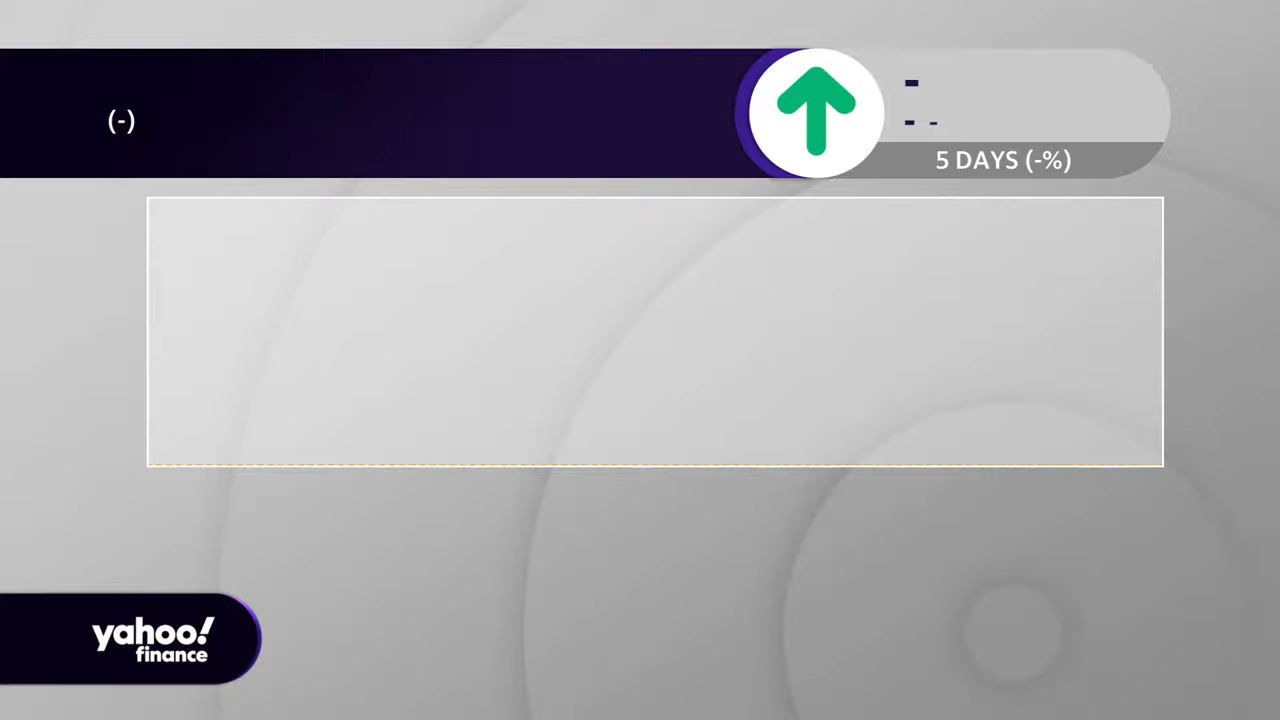 (-)
-
- -
5 DAYS (-%)
yahoo!
finance